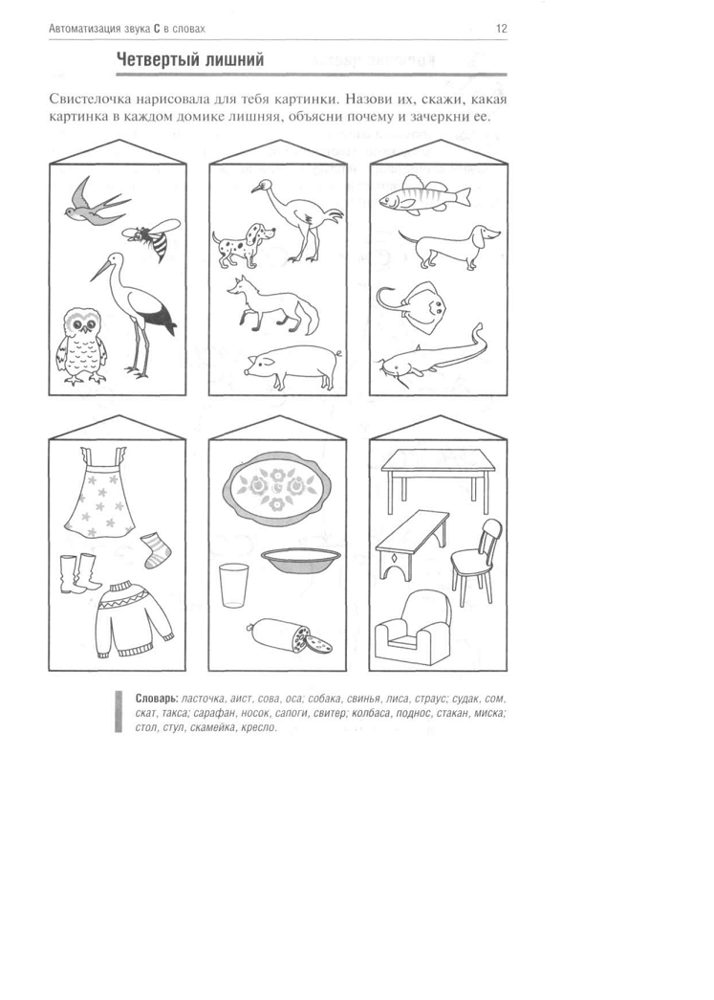 Автоматизация звука С в словах 12
Четвертый лишний
Свистелочка нарисовала для тебя картинки. Назови их, скажи, какая
картинка в каждом домике лишняя, объясни почему и зачеркни ее.
Словарь: ласточка, аист, сова, оса; собака, свинья, лиса, страус; судак, сом,
скат, такса; сарафан, носок, сапоги, свитер; колбаса, поднос, стакан, миска;
стол, стул, скамейка, кресло.